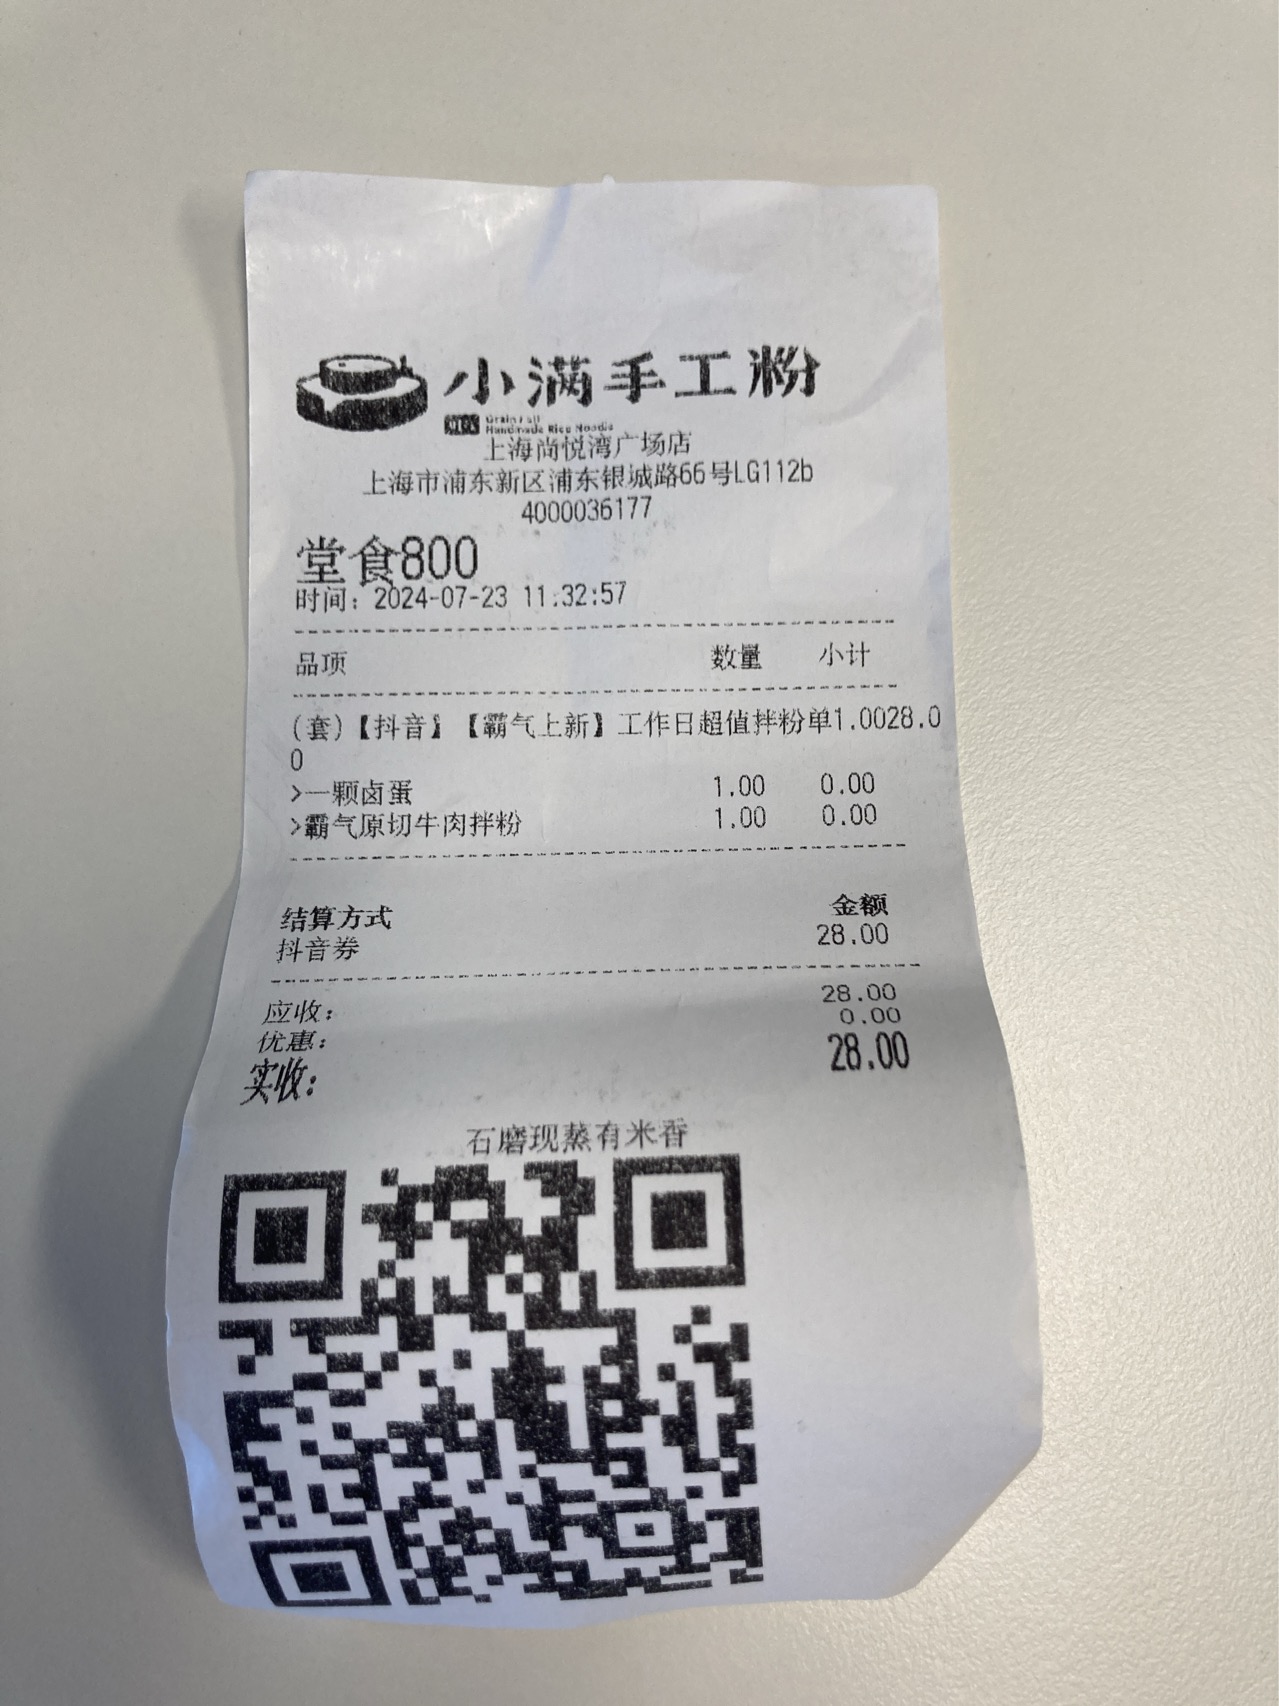 小满手工粉
Grain Full
Handmade Rice Noodle
上海尚悦湾广场店
上海市浦东新区浦东银城路66号LG112b
4000036177
堂食800
时间：2024-07-23 11:32:57
品项 数量 小计
(套)【抖音】【霸气上新】工作日超值拌粉单1.0028.0
0
>一颗卤蛋 1.00 0.00
>霸气原切牛肉拌粉 1.00 0.00
结算方式 金额
抖音券 28.00
应收： 28.00
优惠： 0.00
实收： 28.00
石磨现蒸有米香